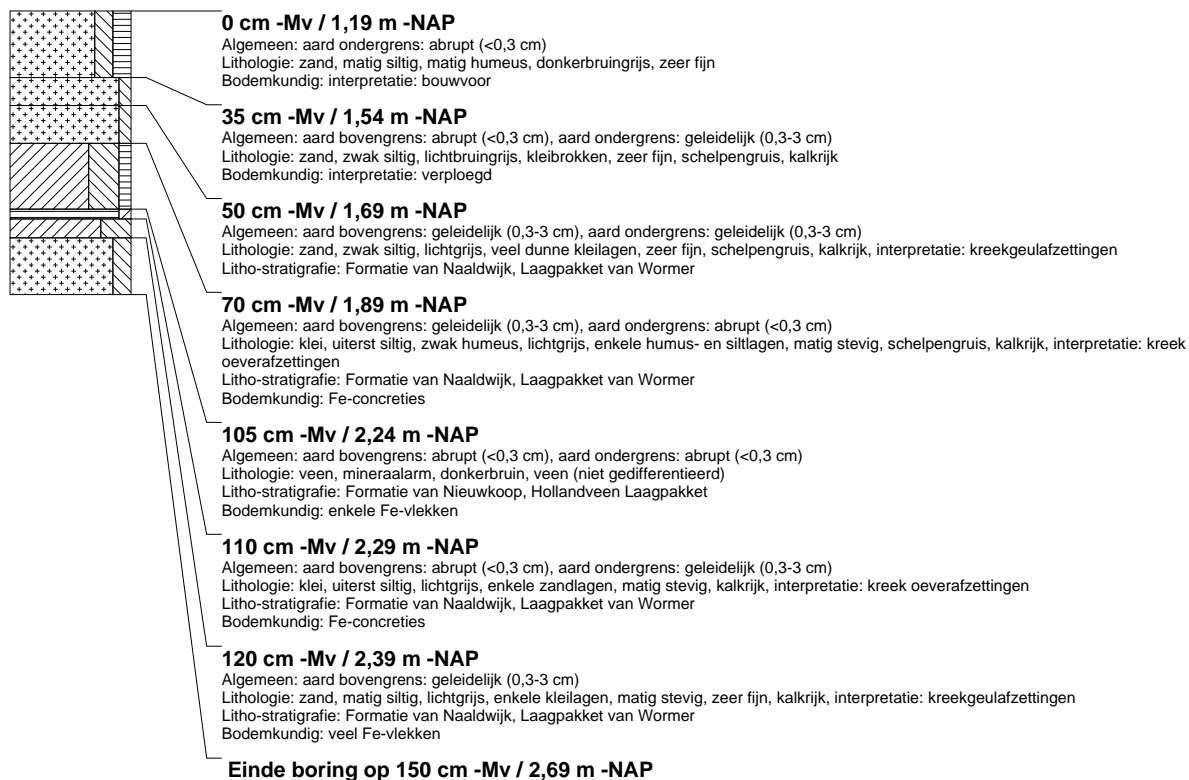 0 cm -Mv / 1,19 m -NAP
Algemeen: aard ondergrens: abrupt (<0,3 cm)
Lithologie: zand, matig siltig, matig humeus, donkerbruingrijs, zeer fijn
Bodemkundig: interpretatie: bouwvoor
35 cm -Mv / 1,54 m -NAP
Algemeen: aard bovengrens: abrupt (<0,3 cm), aard ondergrens: geleidelijk (0,3-3 cm)
Lithologie: zand, zwak siltig, lichtbruingrijs, kleibrokken, zeer fijn, schelpengruis, kalkrijk
Bodemkundig: interpretatie: verploegd
50 cm -Mv / 1,69 m -NAP
Algemeen: aard bovengrens: geleidelijk (0,3-3 cm), aard ondergrens: geleidelijk (0,3-3 cm)
Lithologie: zand, zwak siltig, lichtgrijs, veel dunne kleilagen, zeer fijn, schelpengruis, kalkrijk, interpretatie: kreekgeulafzettingen
Litho-stratigrafie: Formatie van Naaldwijk, Laagpakket van Wormer
70 cm -Mv / 1,89 m -NAP
Algemeen: aard bovengrens: geleidelijk (0,3-3 cm), aard ondergrens: abrupt (<0,3 cm)
Lithologie: klei, uiterst siltig, zwak humeus, lichtgrijs, enkele humus- en siltlagen, matig stevig, schelpengruis, kalkrijk, interpretatie: kreek
oeverafzettingen
Litho-stratigrafie: Formatie van Naaldwijk, Laagpakket van Wormer
Bodemkundig: Fe-concreties
105 cm -Mv / 2,24 m -NAP
Algemeen: aard bovengrens: abrupt (<0,3 cm), aard ondergrens: abrupt (<0,3 cm)
Lithologie: veen, mineraalarm, donkerbruin, veen (niet gedifferentieerd)
Litho-stratigrafie: Formatie van Nieuwkoop, Hollandveen Laagpakket
Bodemkundig: enkele Fe-vlekken
110 cm -Mv / 2,29 m -NAP
Algemeen: aard bovengrens: abrupt (<0,3 cm), aard ondergrens: geleidelijk (0,3-3 cm)
Lithologie: klei, uiterst siltig, lichtgrijs, enkele zandlagen, matig stevig, kalkrijk, interpretatie: kreek oeverafzettingen
Litho-stratigrafie: Formatie van Naaldwijk, Laagpakket van Wormer
Bodemkundig: Fe-concreties
120 cm -Mv / 2,39 m -NAP
Algemeen: aard bovengrens: geleidelijk (0,3-3 cm)
Lithologie: zand, matig siltig, lichtgrijs, enkele kleilagen, matig stevig, zeer fijn, kalkrijk, interpretatie: kreekgeulafzettingen
Litho-stratigrafie: Formatie van Naaldwijk, Laagpakket van Wormer
Bodemkundig: veel Fe-vlekken
Einde boring op 150 cm -Mv / 2,69 m -NAP